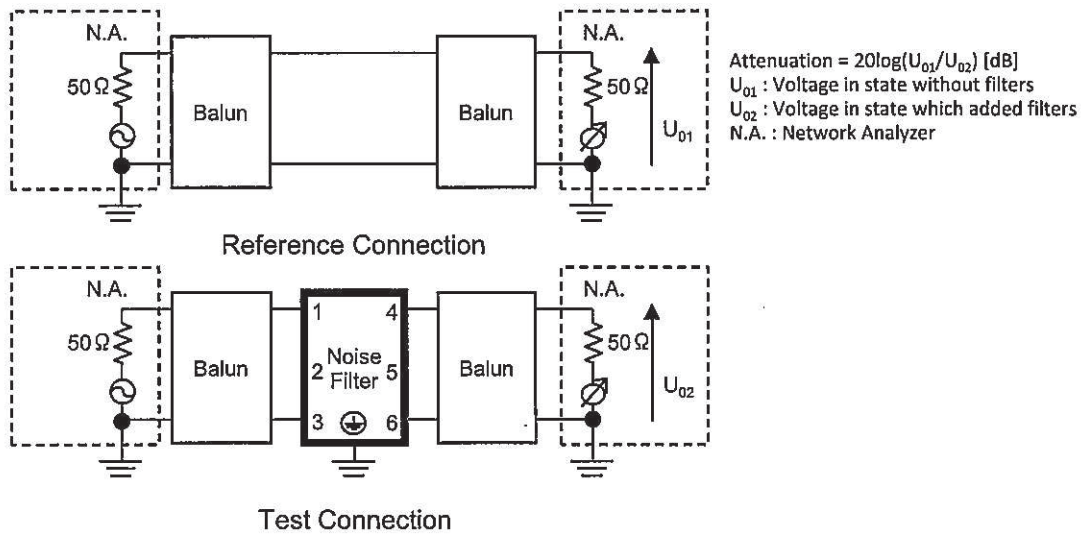 N.A.
50Ω
Balun
Balun
N.A.
50Ω
U01
Attenuation = 20log(U01/U02) [dB]
U01 : Voltage in state without filters
U02 : Voltage in state which added filters
N.A. : Network Analyzer
Reference Connection
N.A.
50Ω
Balun
1 4
2 Noise 5
Filter
3 6
Balun
N.A.
50Ω
U02
Test Connection